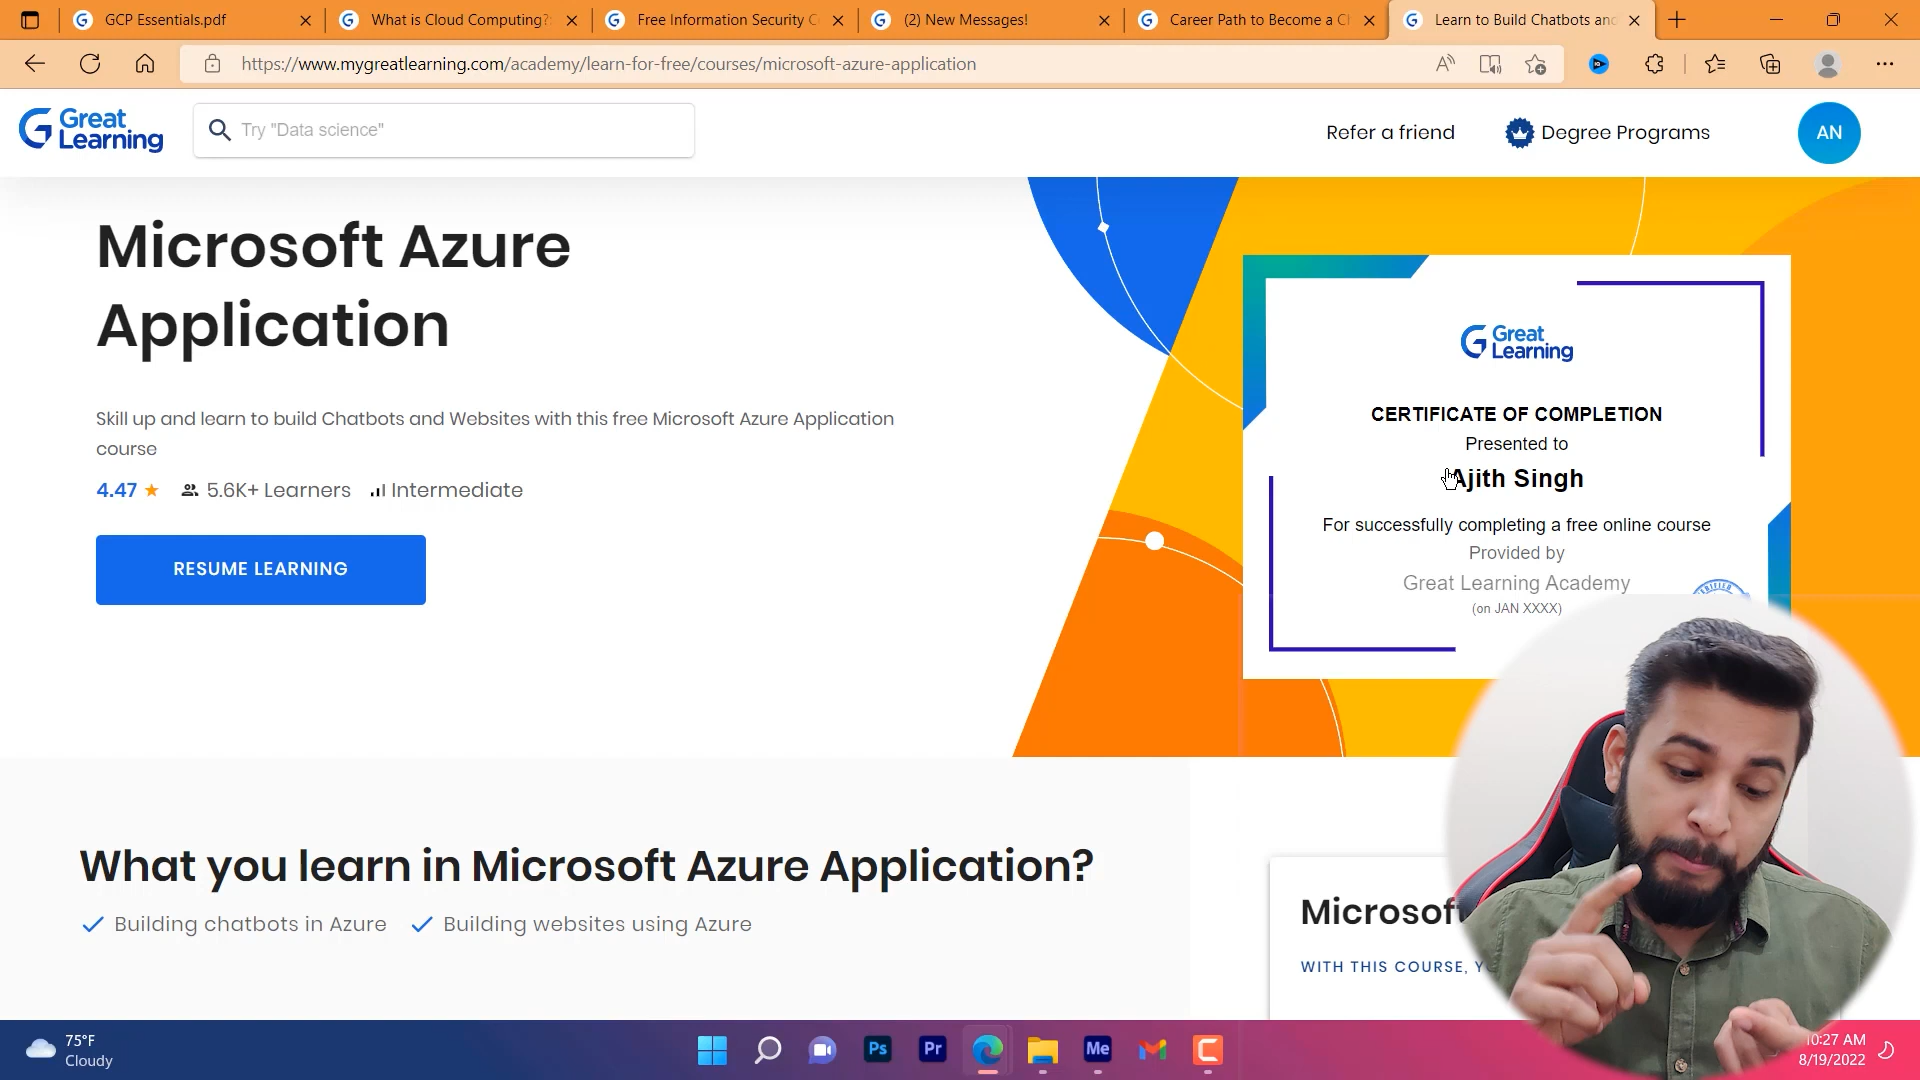 GCP Essentials.pdf
What is Cloud Computing?
Free Information Security C
(2) New Messages!
Career Path to Become a Cl
Learn to Build Chatbots and
https://www.mygreatlearning.com/academy/learn-for-free/courses/microsoft-azure-application
Great
Learning
Try "Data science"
Refer a friend
Degree Programs
AN
Microsoft Azure
Application
Skill up and learn to build Chatbots and Websites with this free Microsoft Azure Application
course
4.47 ★ 5.6K+ Learners Intermediate
RESUME LEARNING
Great
Learning
CERTIFICATE OF COMPLETION
Presented to
Ajith Singh
For successfully completing a free online course
Provided by
Great Learning Academy
(on JAN XXXX)
What you learn in Microsoft Azure Application?
Building chatbots in Azure
Building websites using Azure
Microsoft
WITH THIS COURSE, Y
75°F
Cloudy
Ps
Pr
Me
10:27 AM
8/19/2022